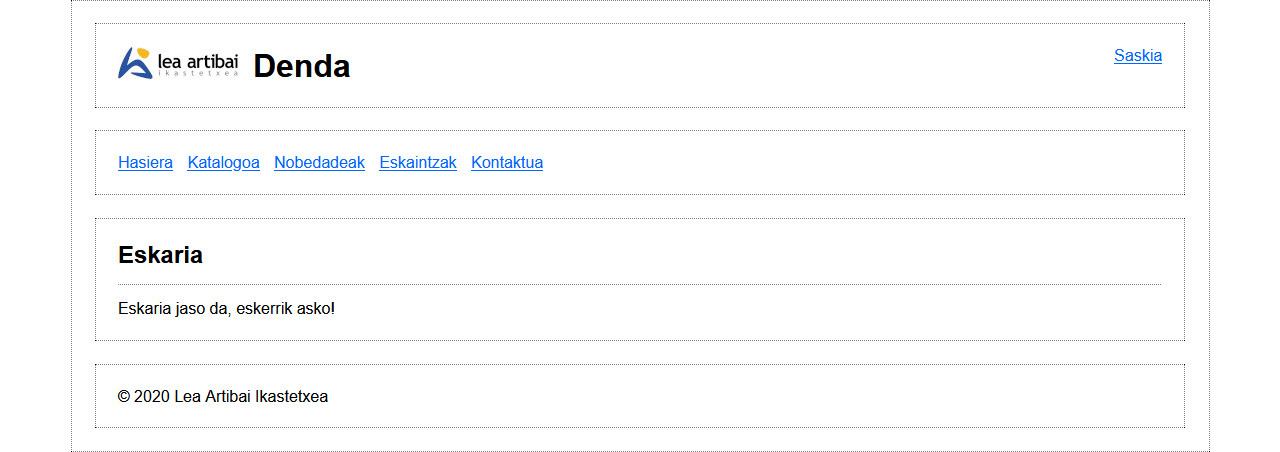 lea artibai
ikastetxea
Denda
Saskia
Hasiera Katalogoa Nobedadeak Eskaintzak Kontaktua
Eskaria
Eskaria jaso da, eskerrik asko!
© 2020 Lea Artibai Ikastetxea